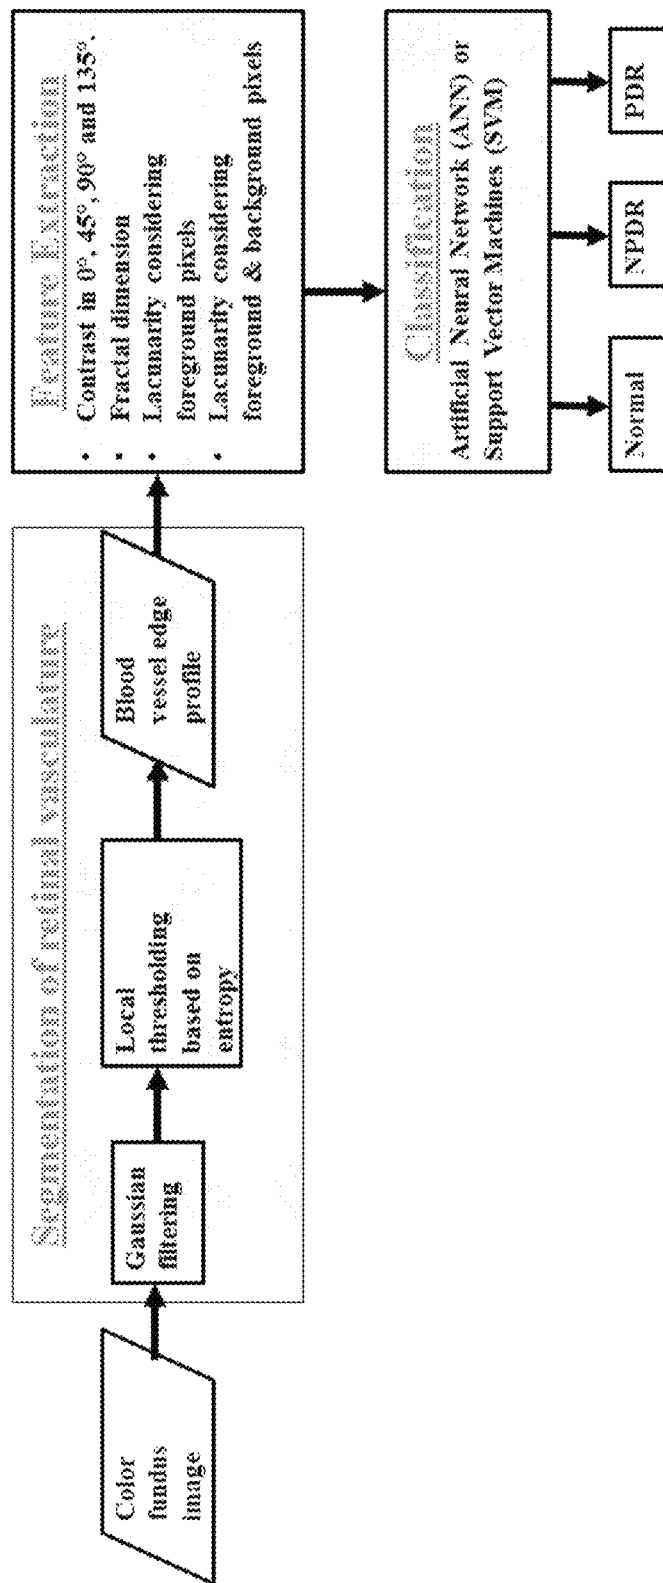 Color
fundus
image
Segmentation of retinal vasculature
Gaussian
filtering
Local
thresholding
based on
entropy
Blood
vessel edge
profile
Feature Extraction
• Contrast in 0°, 45°, 90° and 135°.
• Fractal dimension
• Lacunarity considering
foreground pixels
• Lacunarity considering
foreground & background pixels
Classification
Artificial Neural Network (ANN) or
Support Vector Machines (SVM)
Normal
NPDR
PDR